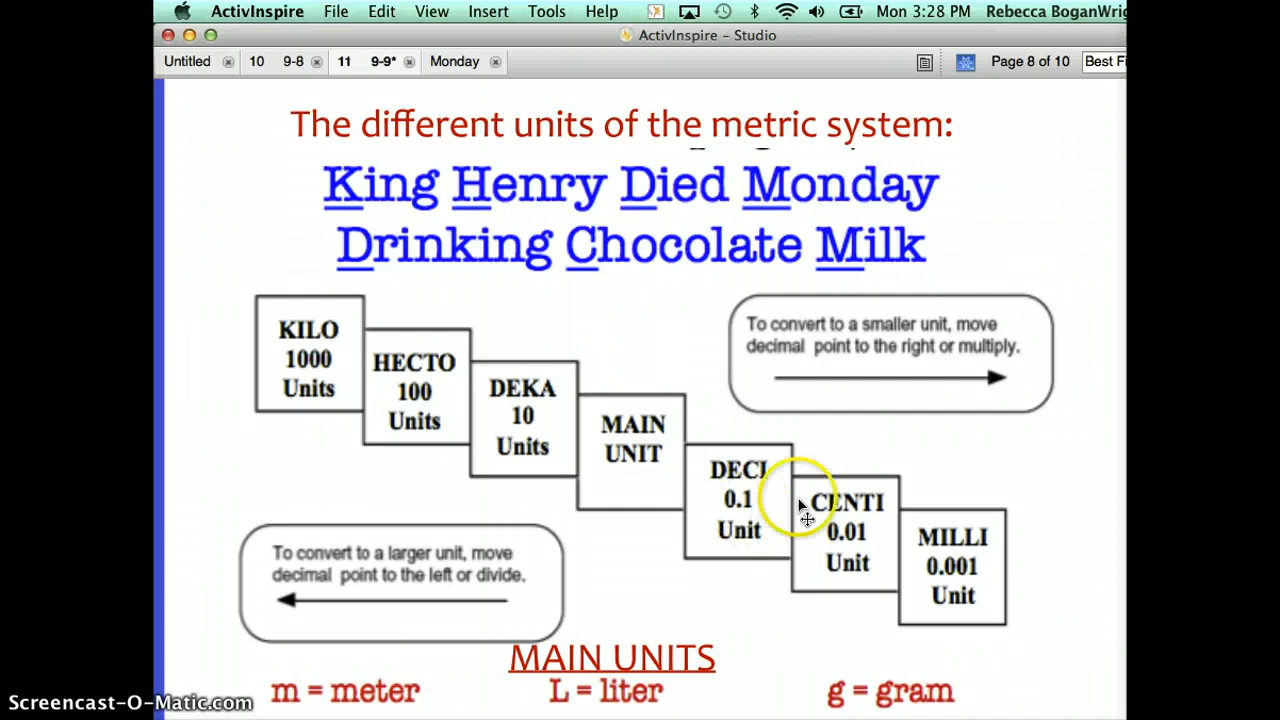 ActivInspire File Edit View Insert Tools Help Mon 3:28 PM Rebecca BoganWrig
ActivInspire – Studio
Untitled 10 9-8 11 9-9* Monday Page 8 of 10 Best Fi
The different units of the metric system:
King Henry Died Monday
Drinking Chocolate Milk
KILO
1000
Units
HECTO
100
Units
DEKA
10
Units
MAIN
UNIT
DECI
0.1
Unit
CENTI
0.01
Unit
MILLI
0.001
Unit
To convert to a smaller unit, move
decimal point to the right or multiply.
To convert to a larger unit, move
decimal point to the left or divide.
MAIN UNITS
m = meter L = liter g = gram
Screencast-O-Matic.com